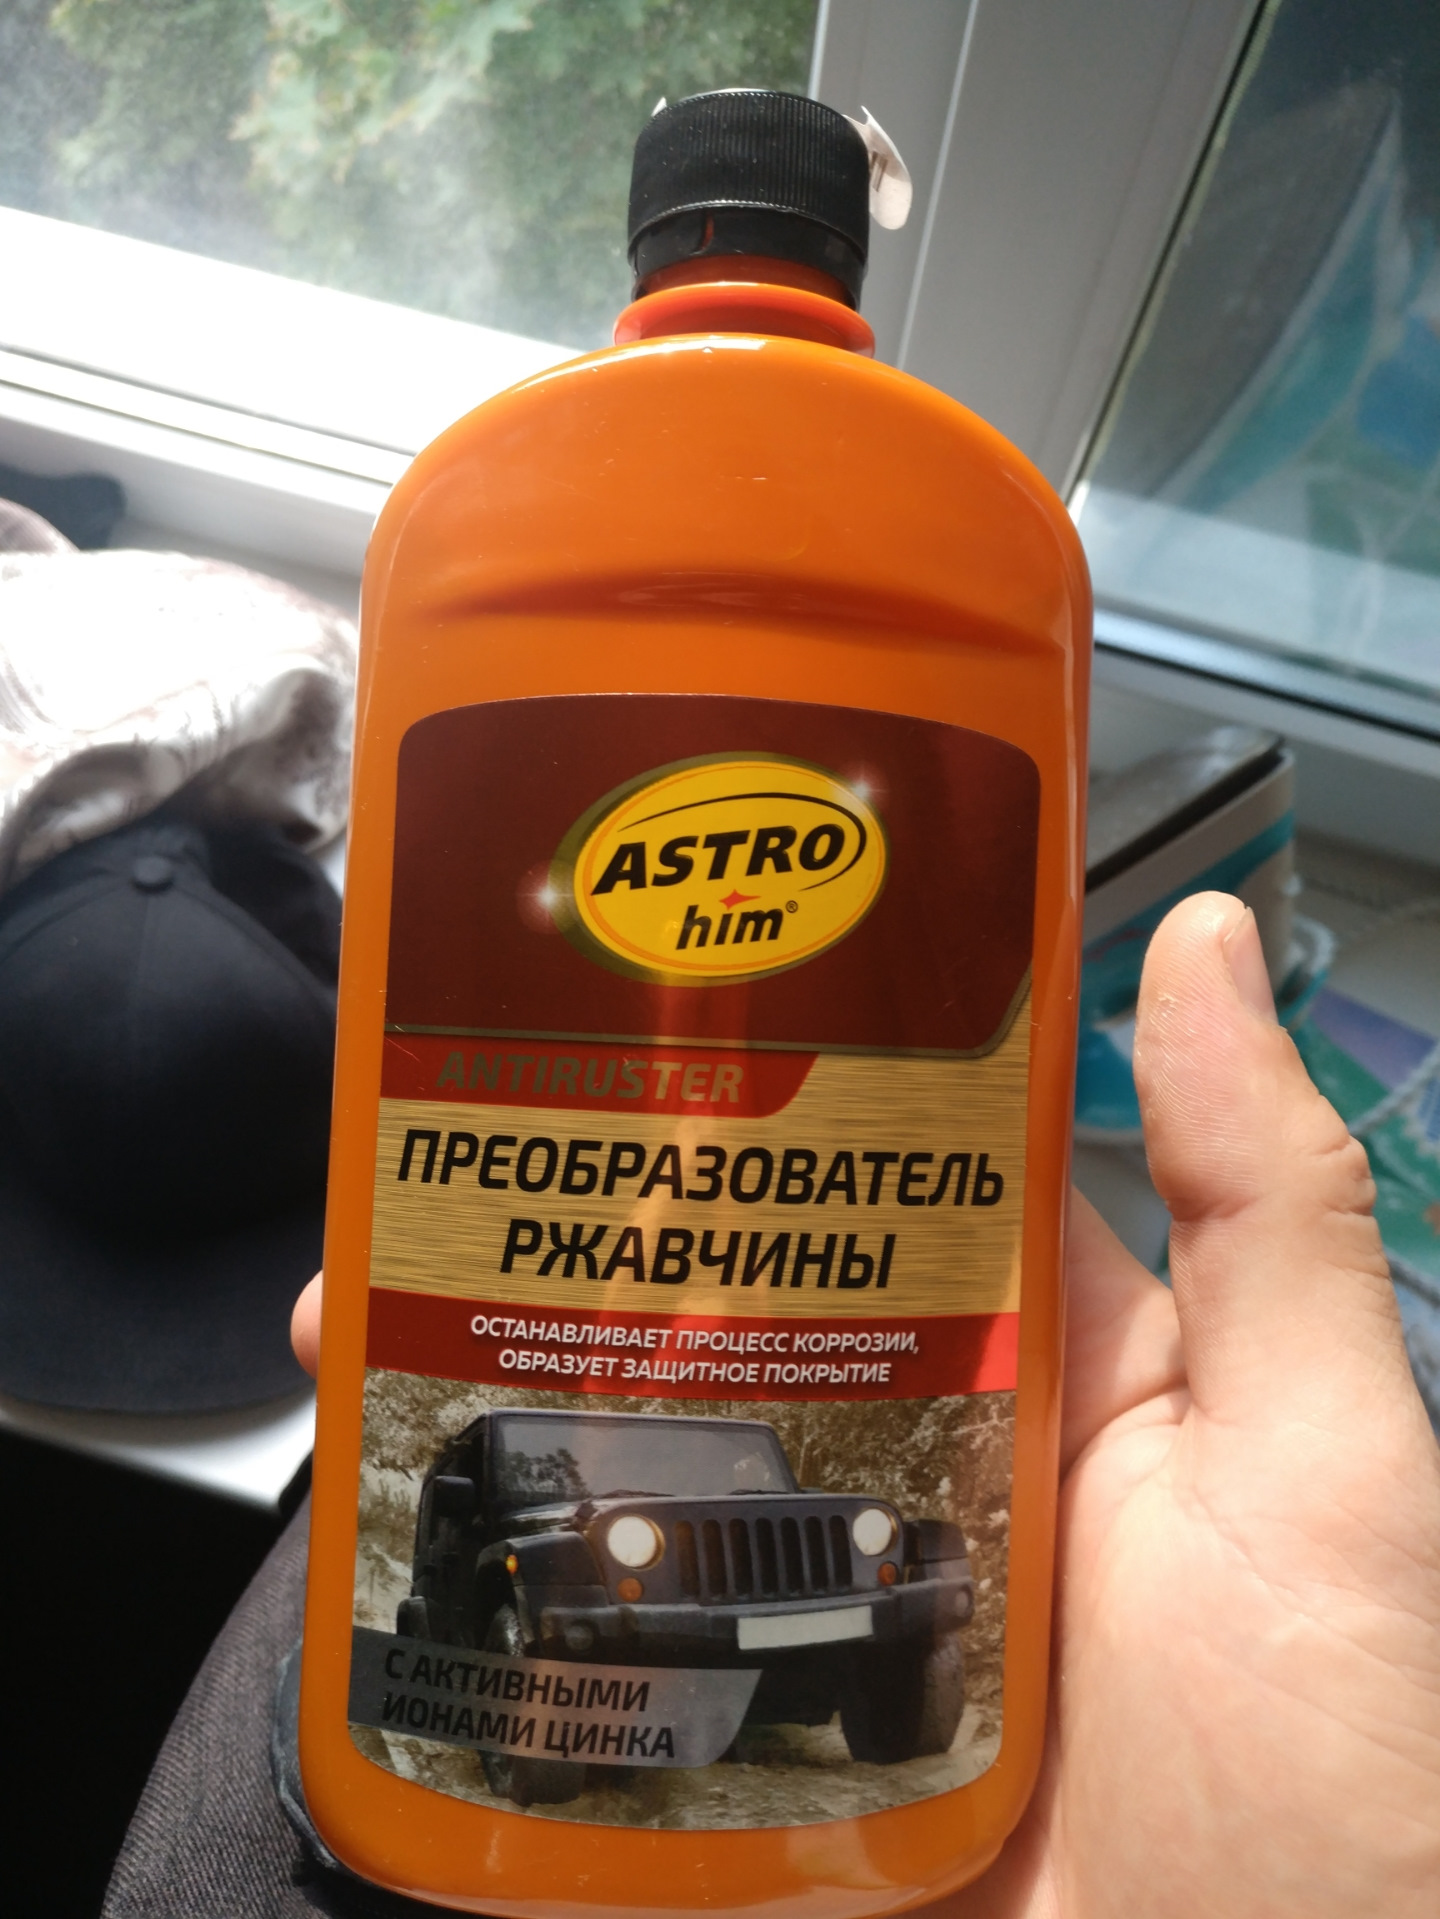 ASTRO
him®
ANTIRUSTER
ПРЕОБРАЗОВАТЕЛЬ
РЖАВЧИНЫ
ОСТАНАВЛИВАЕТ ПРОЦЕСС КОРРОЗИИ,
ОБРАЗУЕТ ЗАЩИТНОЕ ПОКРЫТИЕ
С АКТИВНЫМИ
ИОНАМИ ЦИНКА